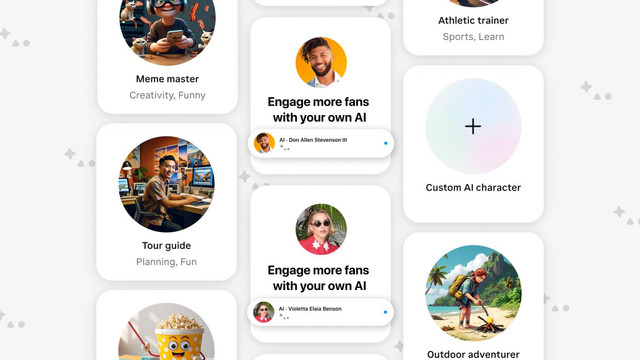 Meme master
Creativity, Funny
Tour guide
Planning, Fun
Engage more fans
with your own AI
AI - Don Allen Stevenson III
Engage more fans
with your own AI
AI - Violetta Elaia Benson
Athletic trainer
Sports, Learn
Custom AI character
Outdoor adventurer